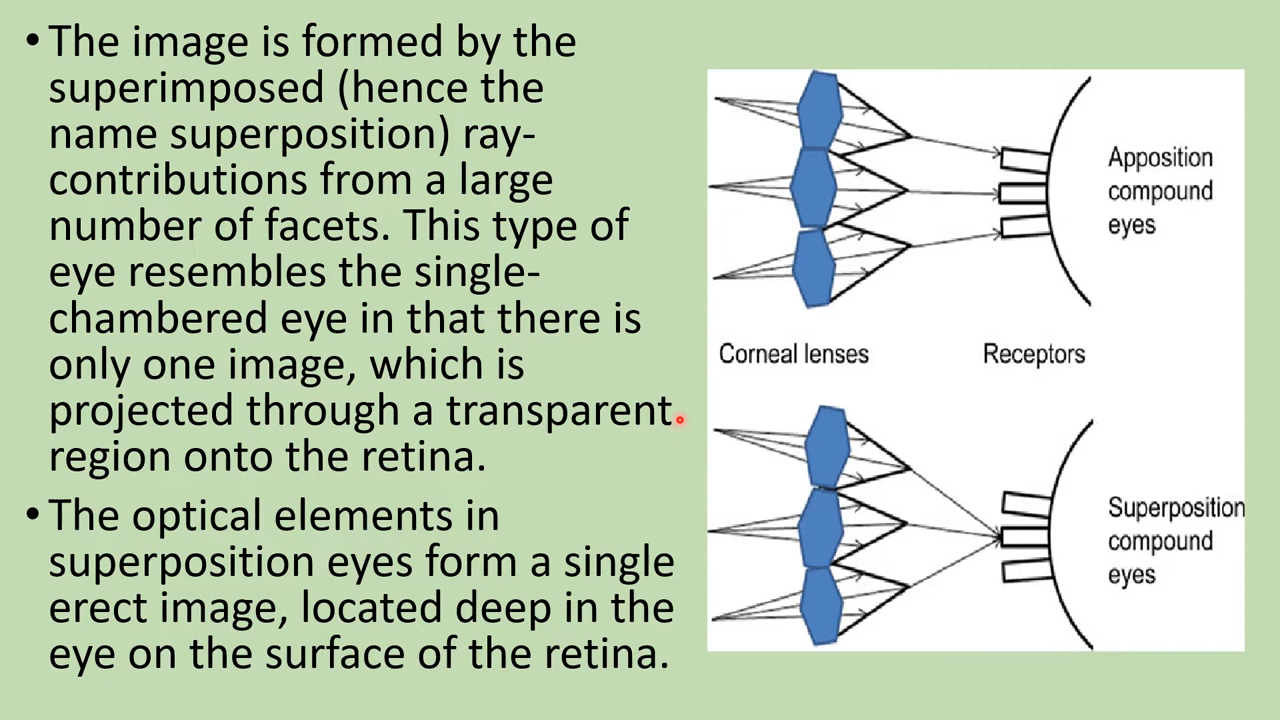 • The image is formed by the
superimposed (hence the
name superposition) ray-
contributions from a large
number of facets. This type of
eye resembles the single-
chambered eye in that there is
only one image, which is
projected through a transparent
region onto the retina.
• The optical elements in
superposition eyes form a single
erect image, located deep in the
eye on the surface of the retina.
Apposition
compound
eyes
Corneal lenses
Receptors
Superposition
compound
eyes